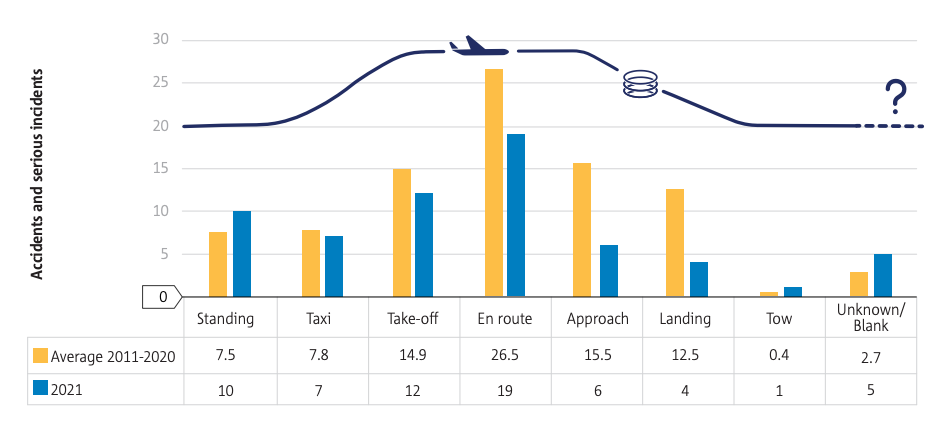 Accidents and serious incidents
30
25
20
15
10
5
0
?
Standing Taxi Take-off En route Approach Landing Tow Unknown/
Blank
Average 2011-2020 7.5 7.8 14.9 26.5 15.5 12.5 0.4 2.7
2021 10 7 12 19 6 4 1 5